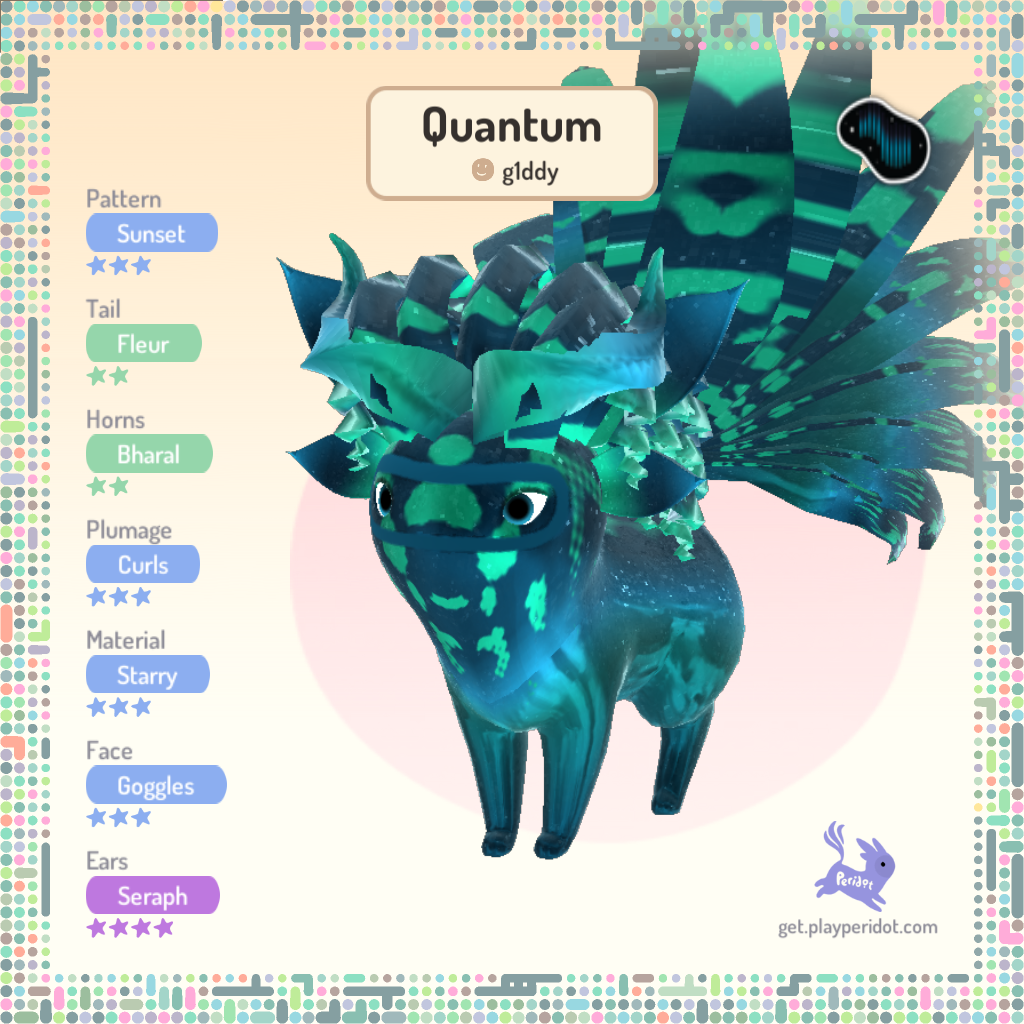 Quantum
g1ddy
Pattern
Sunset
Tail
Fleur
Horns
Bharal
Plumage
Curls
Material
Starry
Face
Goggles
Ears
Seraph
Peridot
get.playperidot.com